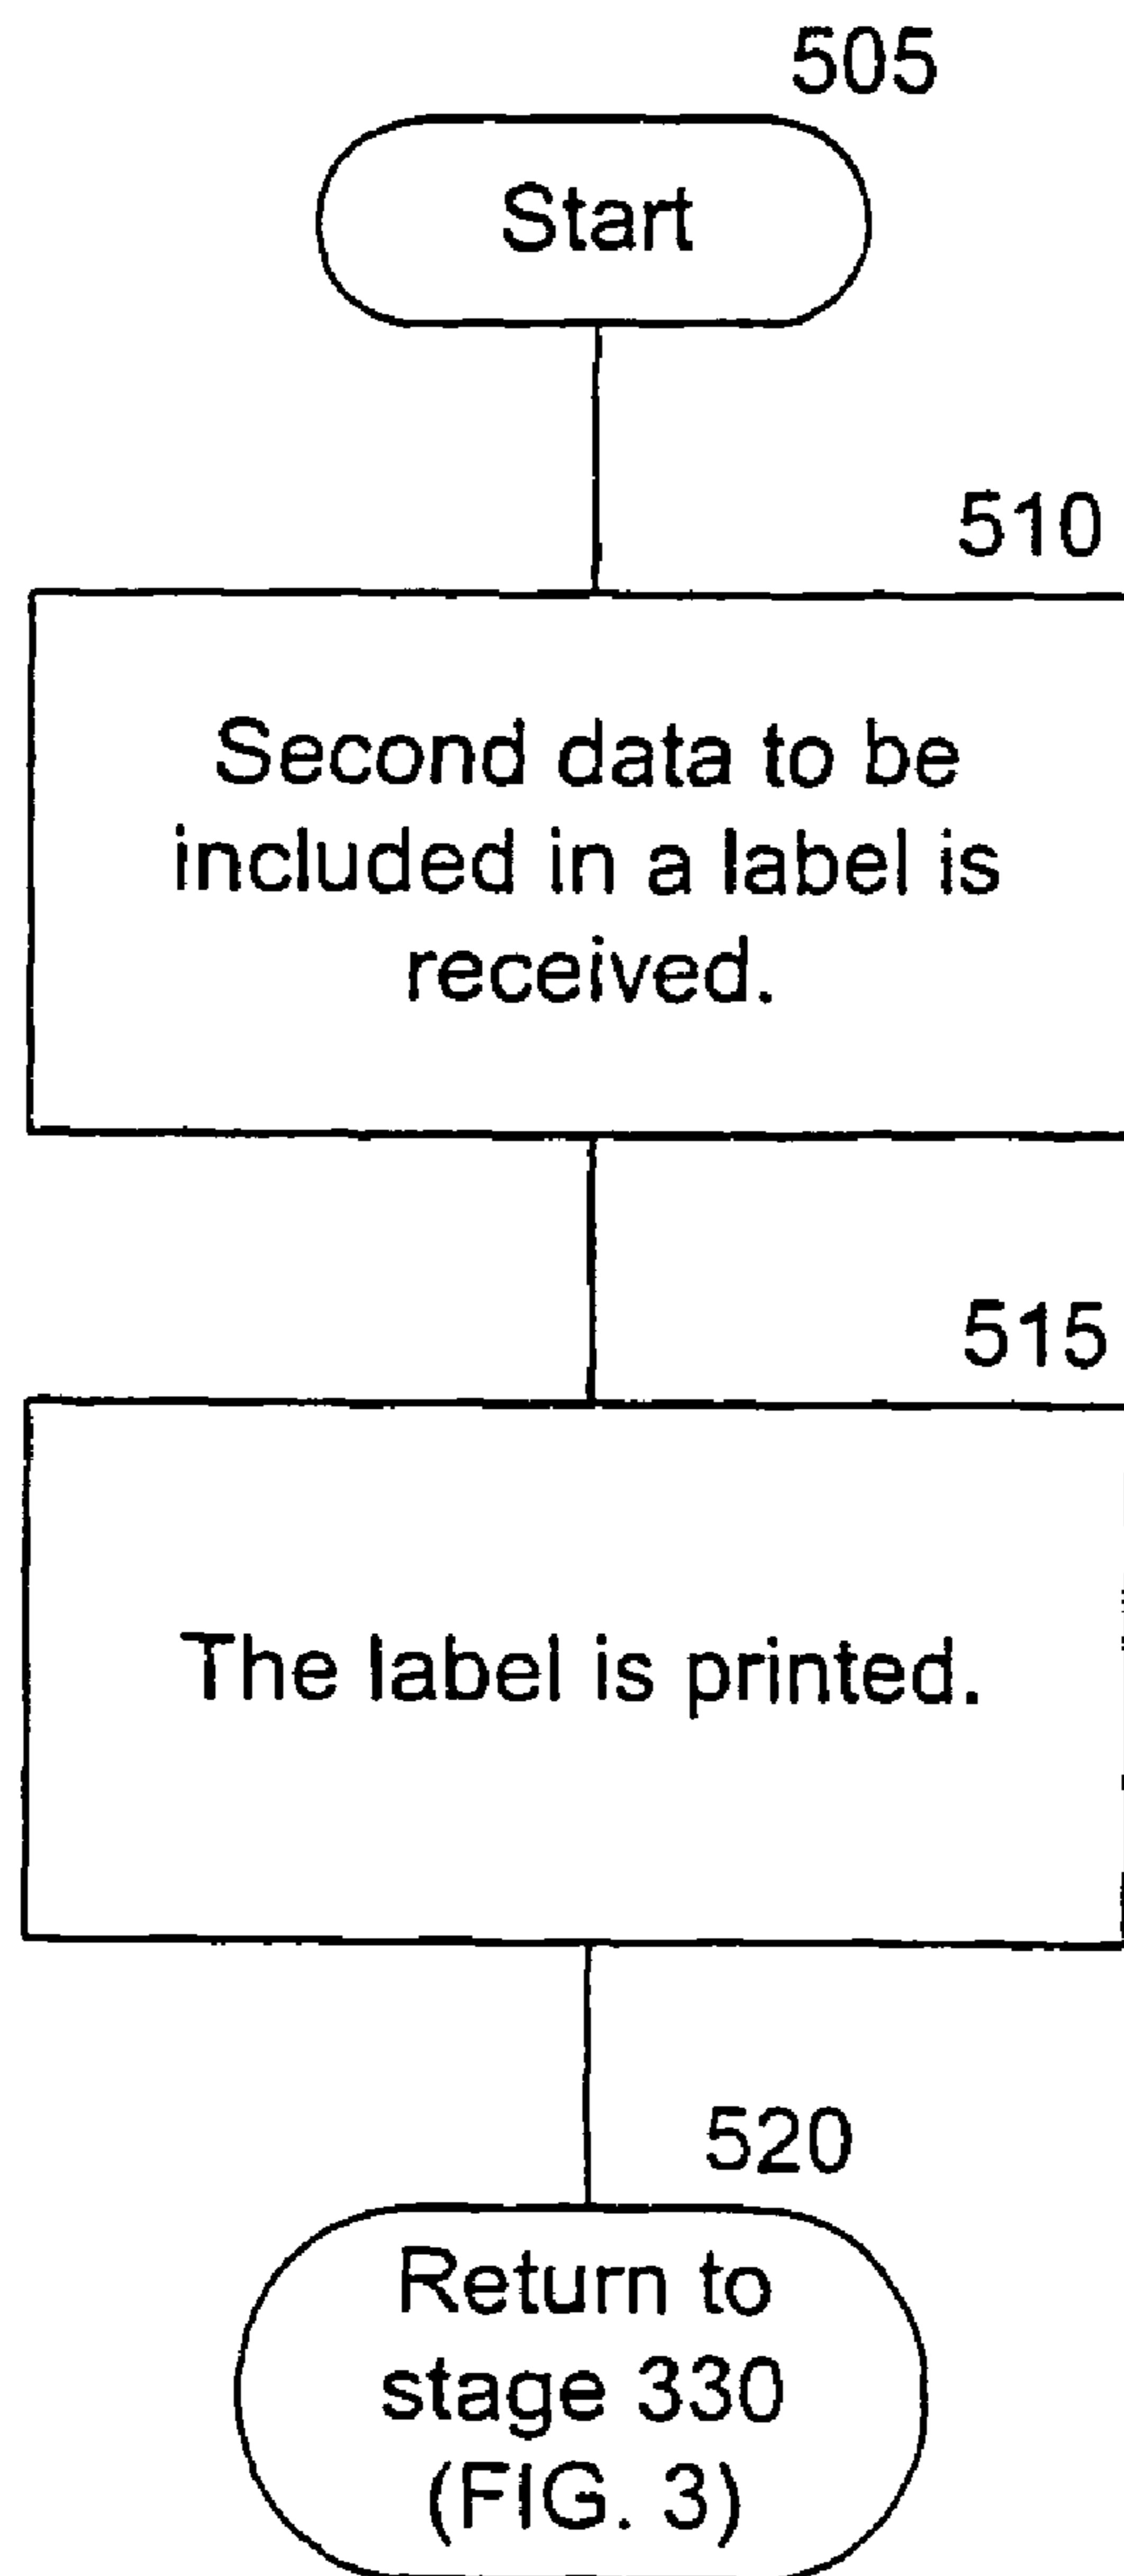 505
Start
510
Second data to be
included in a label is
received.
515
The label is printed.
520
Return to
stage 330
(FIG. 3)